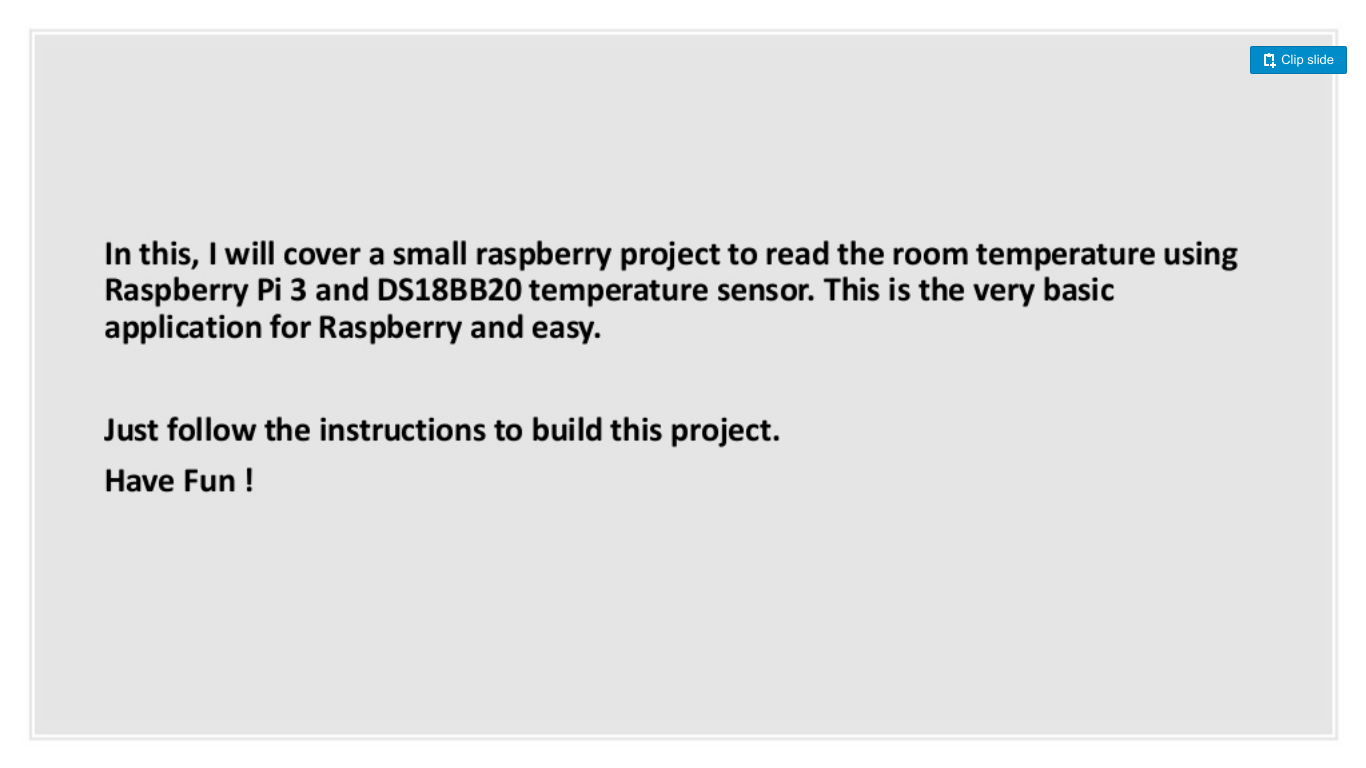 Clip slide
In this, I will cover a small raspberry project to read the room temperature using
Raspberry Pi 3 and DS18BB20 temperature sensor. This is the very basic
application for Raspberry and easy.
Just follow the instructions to build this project.
Have Fun !